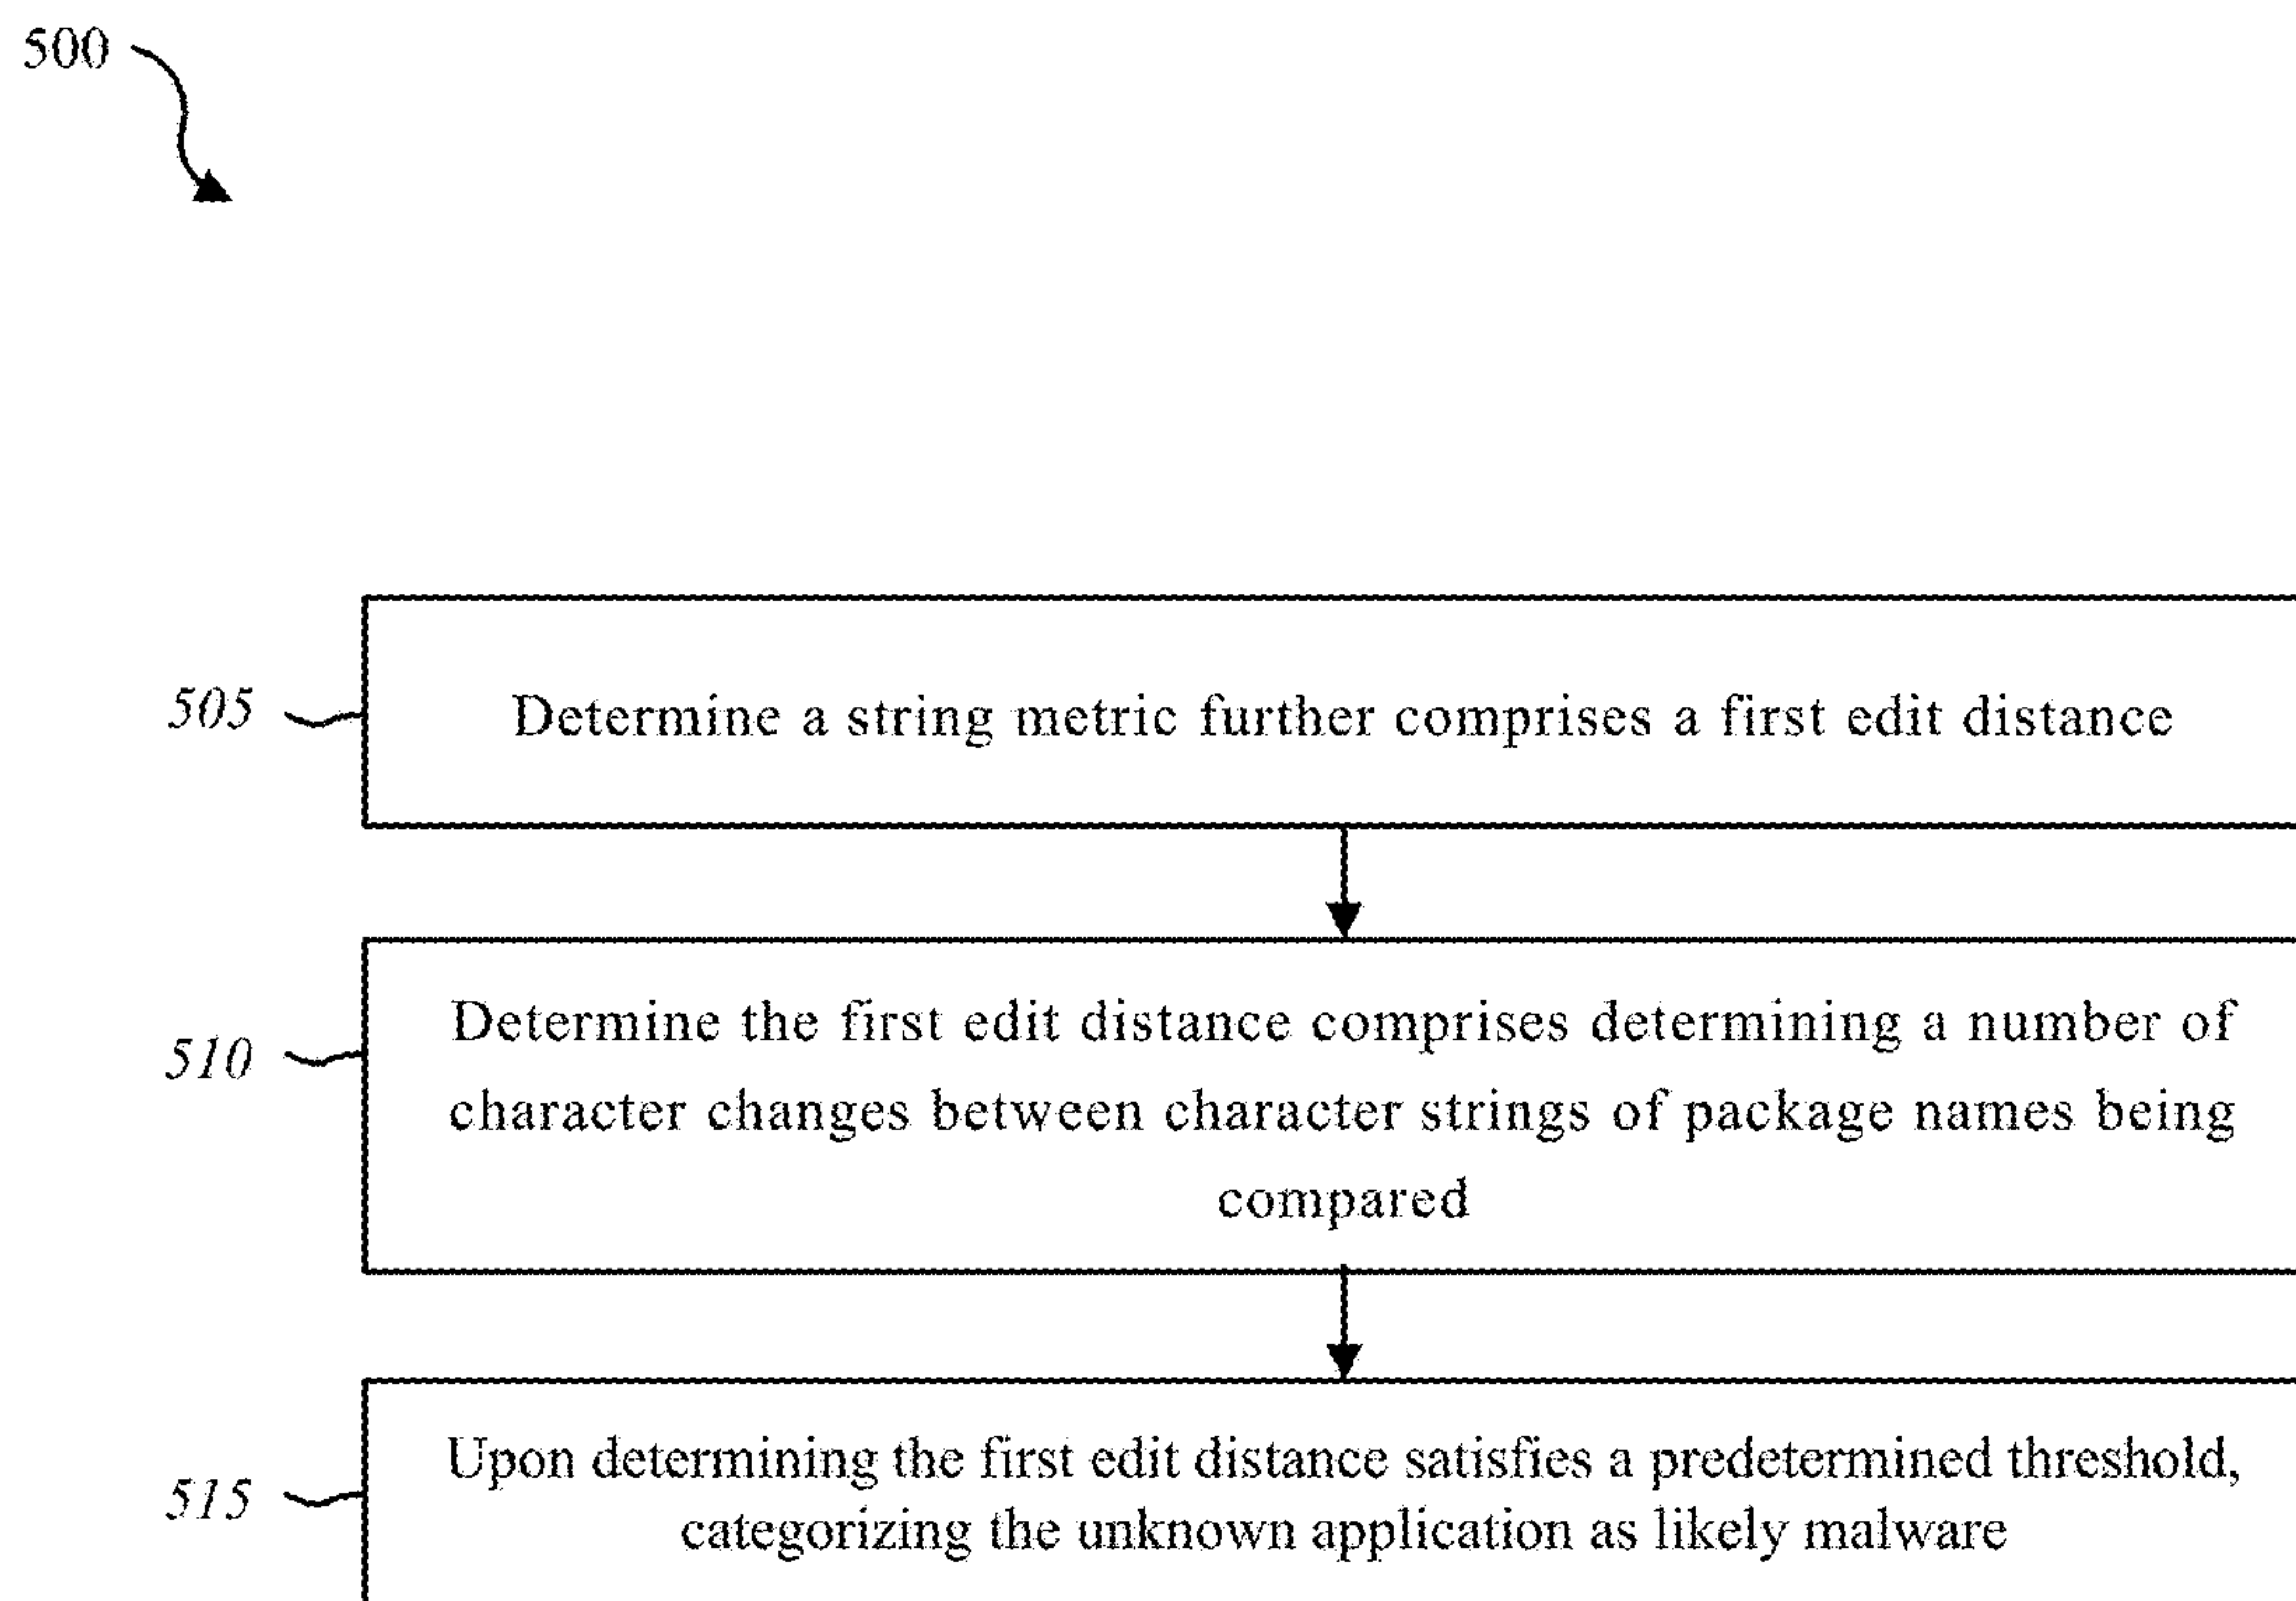 500
505
Determine a string metric further comprises a first edit distance
510
Determine the first edit distance comprises determining a number of
character changes between character strings of package names being
compared
515
Upon determining the first edit distance satisfies a predetermined threshold,
categorizing the unknown application as likely malware